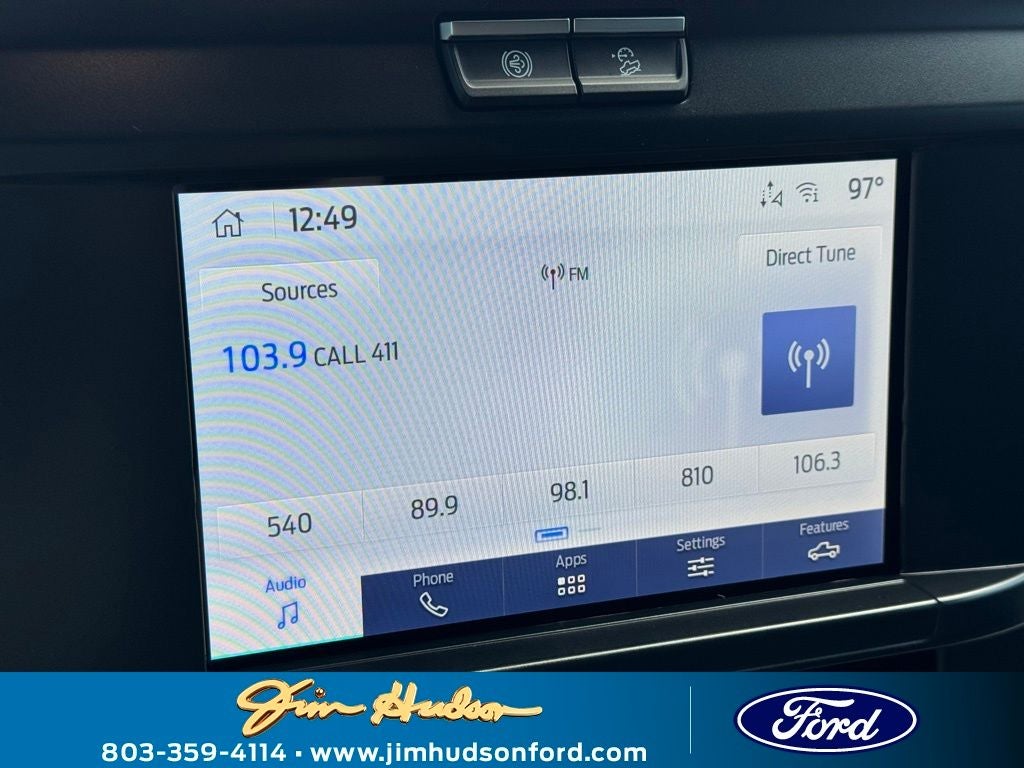 12:49
97°
Sources
FM
Direct Tune
103.9 CALL 411
540 89.9 98.1 810 106.3
Audio Phone Apps Settings Features
Jim Hudson
803-359-4114 • www.jimhudsonford.com
Ford